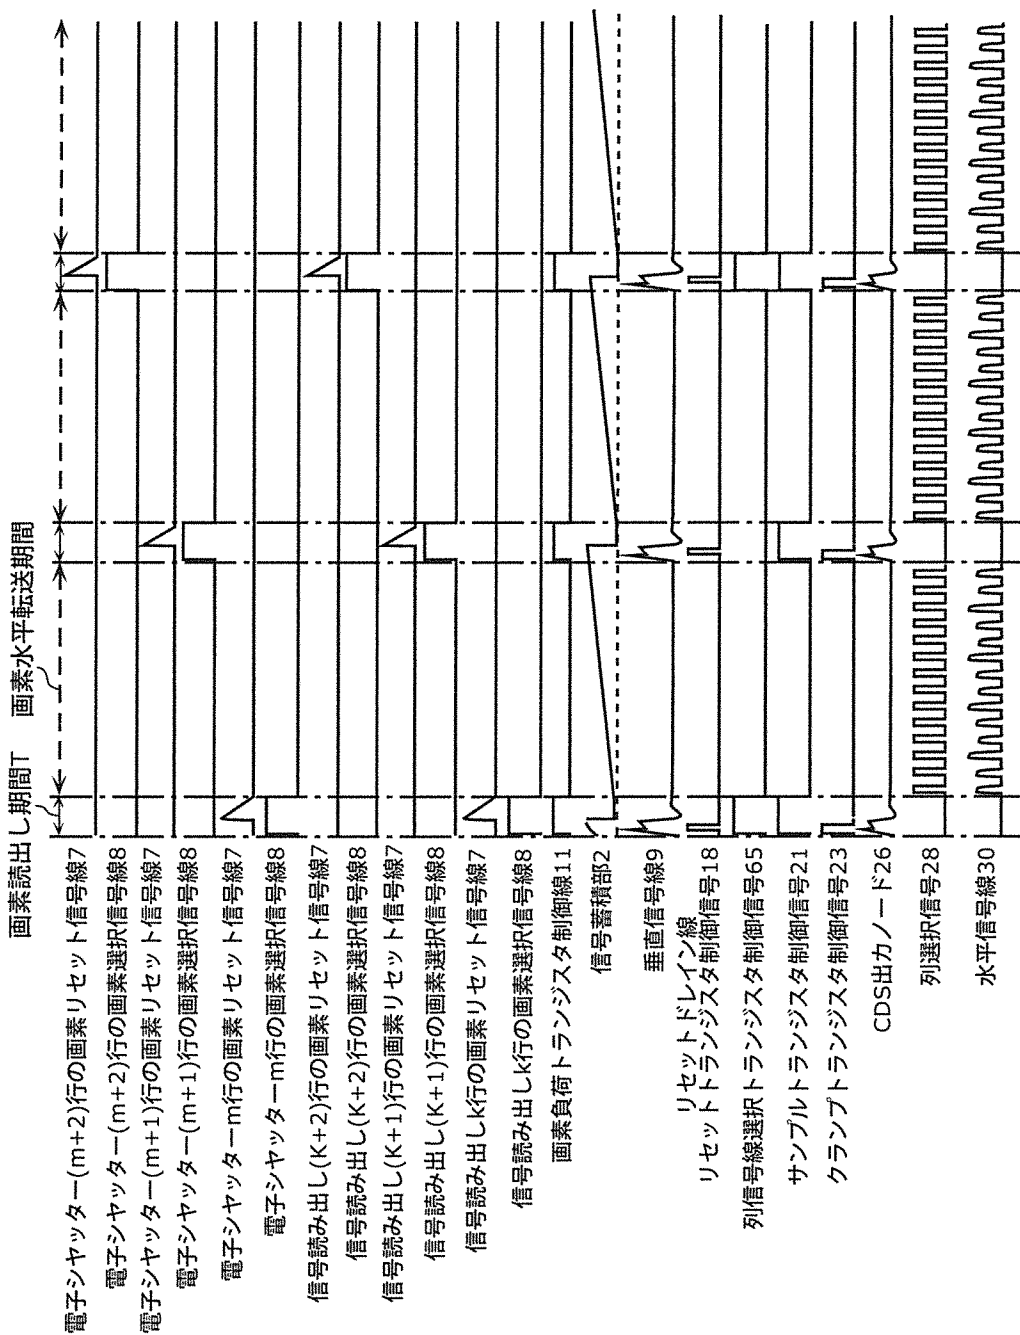 画素読出し期間T
画素水平転送期間
電子シヤッター(m+2)行の画素リセット信号線7
電子シヤッター(m+2)行の画素選択信号線8
電子シヤッター(m+1)行の画素リセット信号線7
電子シヤッター(m+1)行の画素選択信号線8
電子シヤッターm行の画素リセット信号線7
電子シヤッターm行の画素選択信号線8
信号読み出し(K+2)行の画素リセット信号線7
信号読み出し(K+2)行の画素選択信号線8
信号読み出し(K+1)行の画素リセット信号線7
信号読み出し(K+1)行の画素選択信号線8
信号読み出しk行の画素リセット信号線7
信号読み出しk行の画素選択信号線8
画素負荷トランジスタ制御線11
信号蓄積部2
垂直信号線9
リセットドレイン線
リセットトランジスタ制御信号18
列信号線選択トランジスタ制御信号65
サンプルトランジスタ制御信号21
クランプトランジスタ制御信号23
CDS出カノード26
列選択信号28
水平信号線30